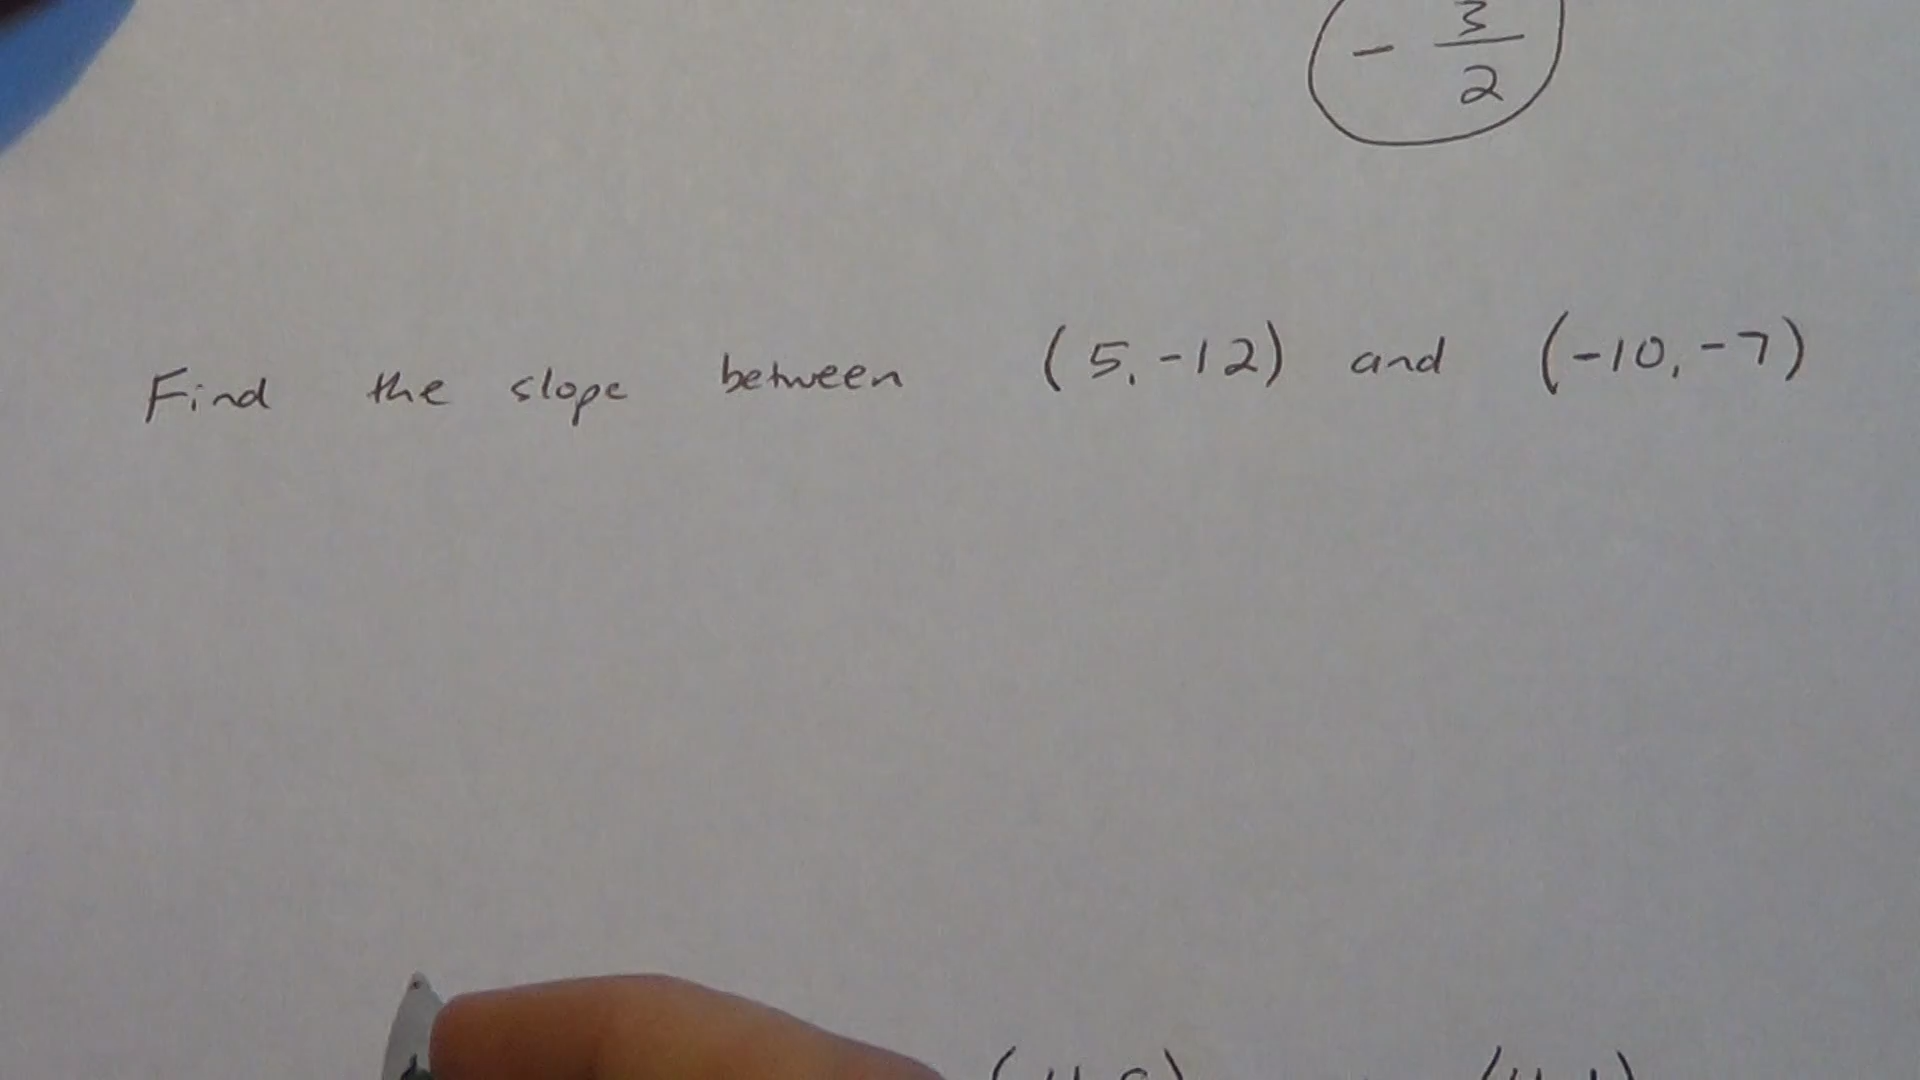 - 3/2
Find the slope between (5, -12) and (-10, -7)